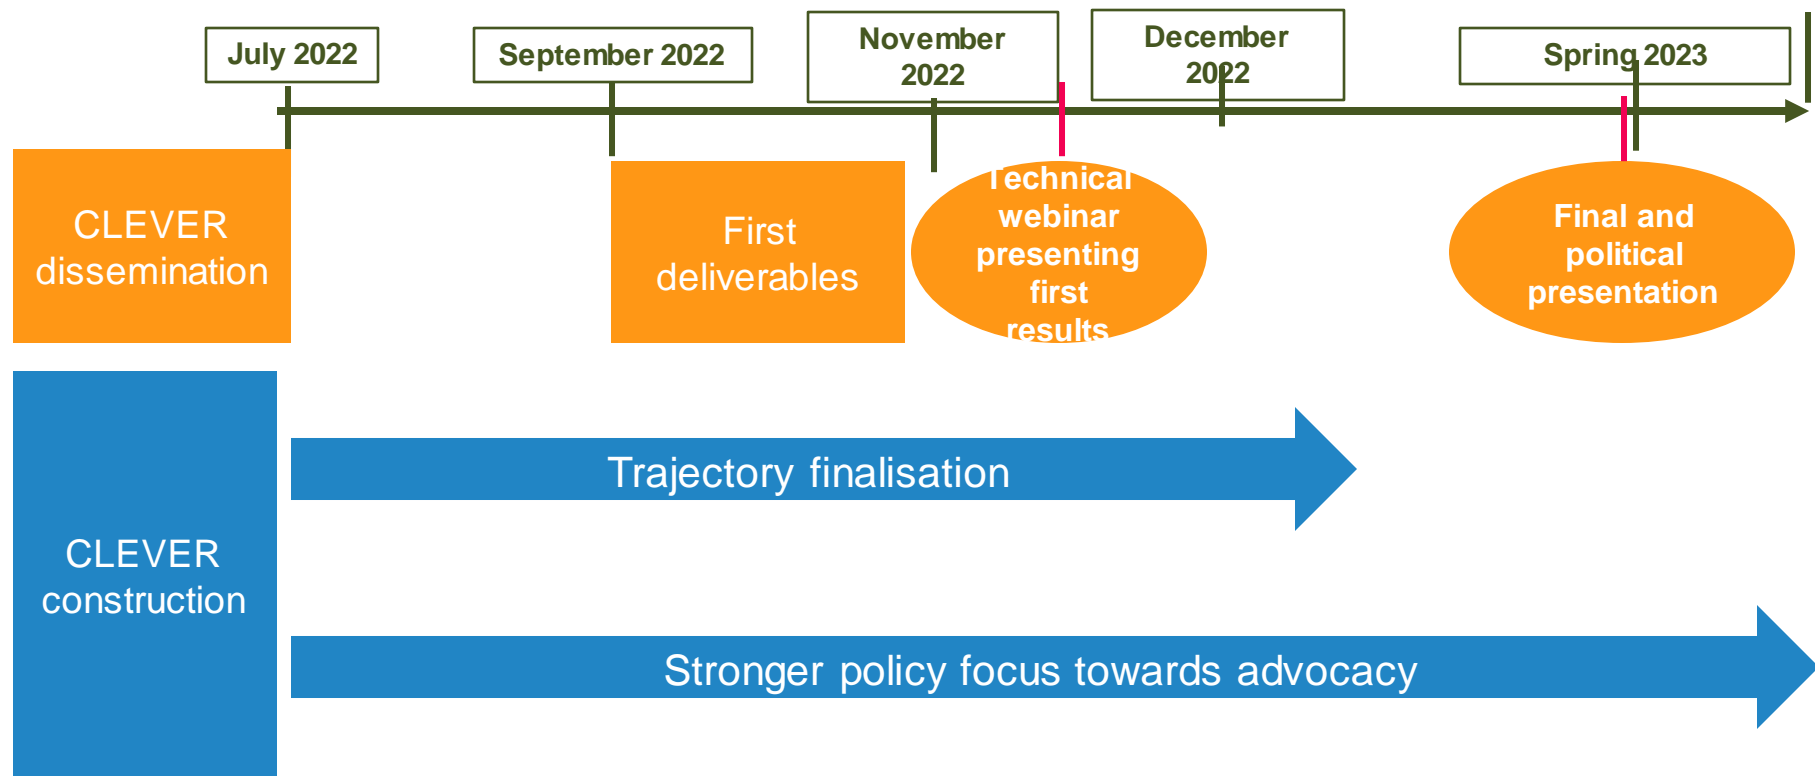 July 2022
September 2022
November
2022
December
2022
Spring 2023
CLEVER
dissemination
First
deliverables
Technical
webinar
presenting
first
results
Final and
political
presentation
CLEVER
construction
Trajectory finalisation
Stronger policy focus towards advocacy